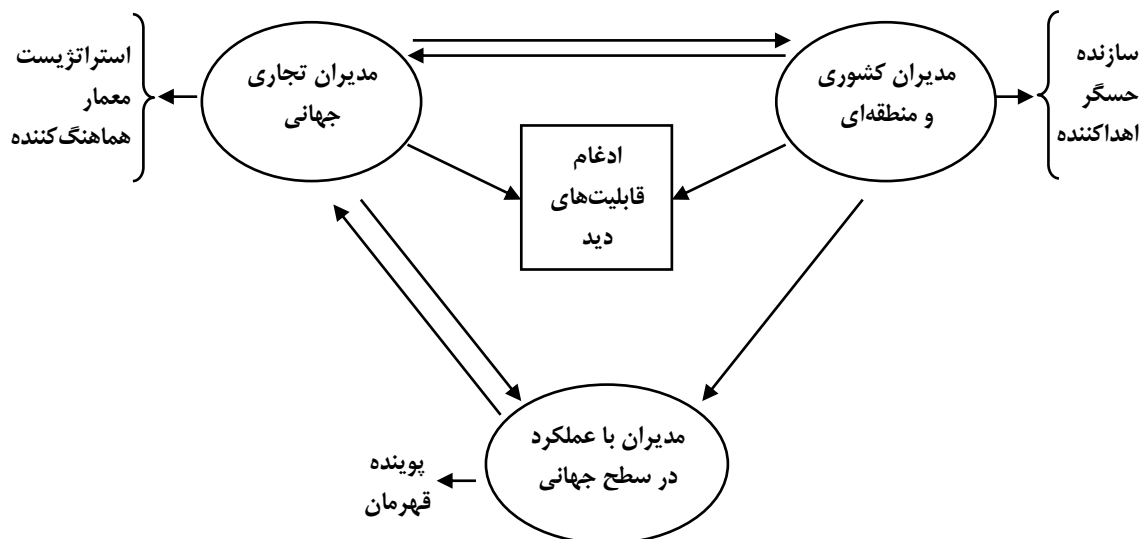 سازنده
حسگر
اهداکننده
مدیران کشوری
و منطقه‌ای
ادغام
قابلیت‌های
دید
مدیران تجاری
جهانی
استراتژیست
معمار
هماهنگ‌کننده
مدیران با عملکرد
در سطح جهانی
پوینده
قهرمان